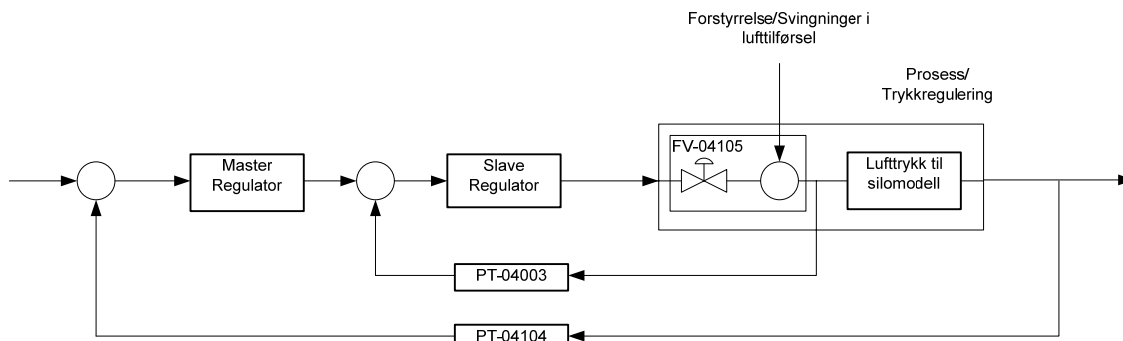 Forstyrrelse/Svingninger i
lufttilførsel
Prosess/
Trykkregulering
FV-04105
Master
Regulator
Slave
Regulator
Lufttrykk til
silomodell
PT-04003
PT-04104